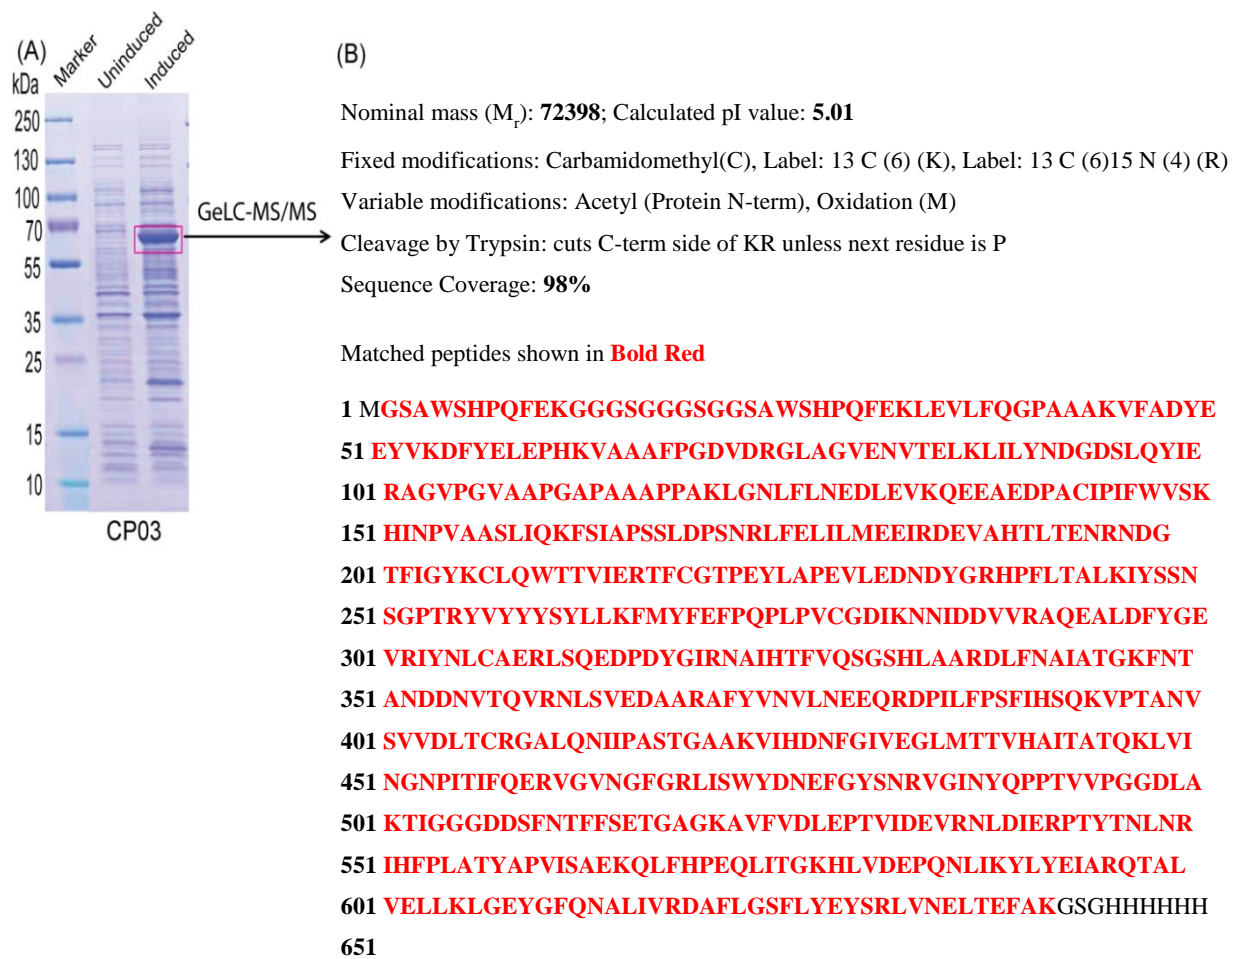 (A)
Marker
Uninduced
Induced
kDa
250
130
100
70
55
35
25
15
10
CP03
GeLC-MS/MS
(B)
Nominal mass (Mr): 72398; Calculated pI value: 5.01
Fixed modifications: Carbamidomethyl(C), Label: 13 C (6) (K), Label: 13 C (6)15 N (4) (R)
Variable modifications: Acetyl (Protein N-term), Oxidation (M)
Cleavage by Trypsin: cuts C-term side of KR unless next residue is P
Sequence Coverage: 98%
Matched peptides shown in Bold Red
1 MGSAWSHPQFEKGGGSGGGSGGSAWSHPQFEKLEVLFQGPAAAKVFADYE
51 EYVKDFYELEPHKVAAAFPGDVDRGLAGVENVTELKLILYNDGDSLQYIE
101 RAGVPGVAAPGAPAAAPPAKLGNLFLNEDLEVKQEEAEDPACIPIFWVSK
151 HINPVAASLIQKFSIAPSSLDPSNRLFELILMEEIRDEVAHTLTENRNDG
201 TFIGYKCLQWTTVIERTFCGTPEYLAPEVLEDNDYGRHPFLTALKIYSSN
251 SGPTRYVYYYSYLLKFMYFEFPQPLPVCGDIKNNIDDVVRAQEALDFYGE
301 VRIYNLCAERLSQEDPDYGIRNAIHTFVQSGSHLAARDLFNAIATGKFNT
351 ANDDNVTQVRNLSVEDAARAFYVNVLNEEQRDPILFPSFIHSQKVPTANV
401 SVVDLTCRGALQNIIPASTGAAKVIHDNFGIVEGLMTTVHAITATQKLVI
451 NGNPITIFQERVGVNGFGRLISWYDNEFGYSNRVGINYQPPTVVPGGDLA
501 KTIGGGDDSFNTFFSETGAGKAVFVDLEPTVIDEVRNLDIERPTYTNLNR
551 IHFPLATYAPVISAEKQLFHPEQLITGKHLVDEPQNLIKYLYEIARQTAL
601 VELLKLGEYGFQNALIVRDAFLGSFLYEYSRLVNELTEFAKGSGHHHHHH
651